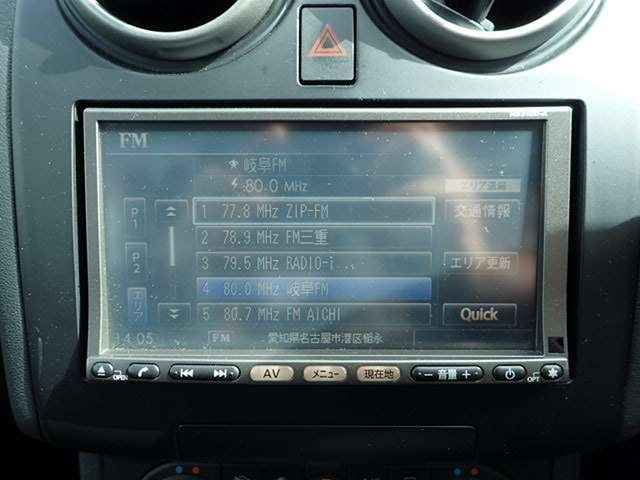 FM
★ 岐阜FM
80.0 MHz
エリア選局
1 77.8 MHz ZIP-FM
交通情報
P1
2 78.9 MHz FM三重
P2
3 79.5 MHz RADIO-i
エリア更新
エリア
4 80.0 MHz 岐阜FM
5 80.7 MHz FM AICHI
Quick
14:05
FM
愛知県名古屋市港区稲永
OPEN
AV
メニュー
現在地
- 音量 +
OPT